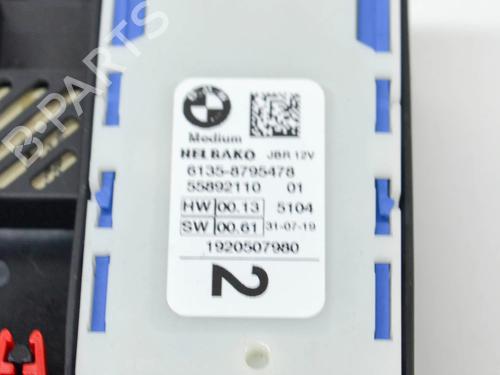 B-PARTS
BMW
Medium
HELBAKO JBR 12V
6135-8795478
55892110 01
HW 00.13 5104
SW 00.61 31-07-19
1920507980
2